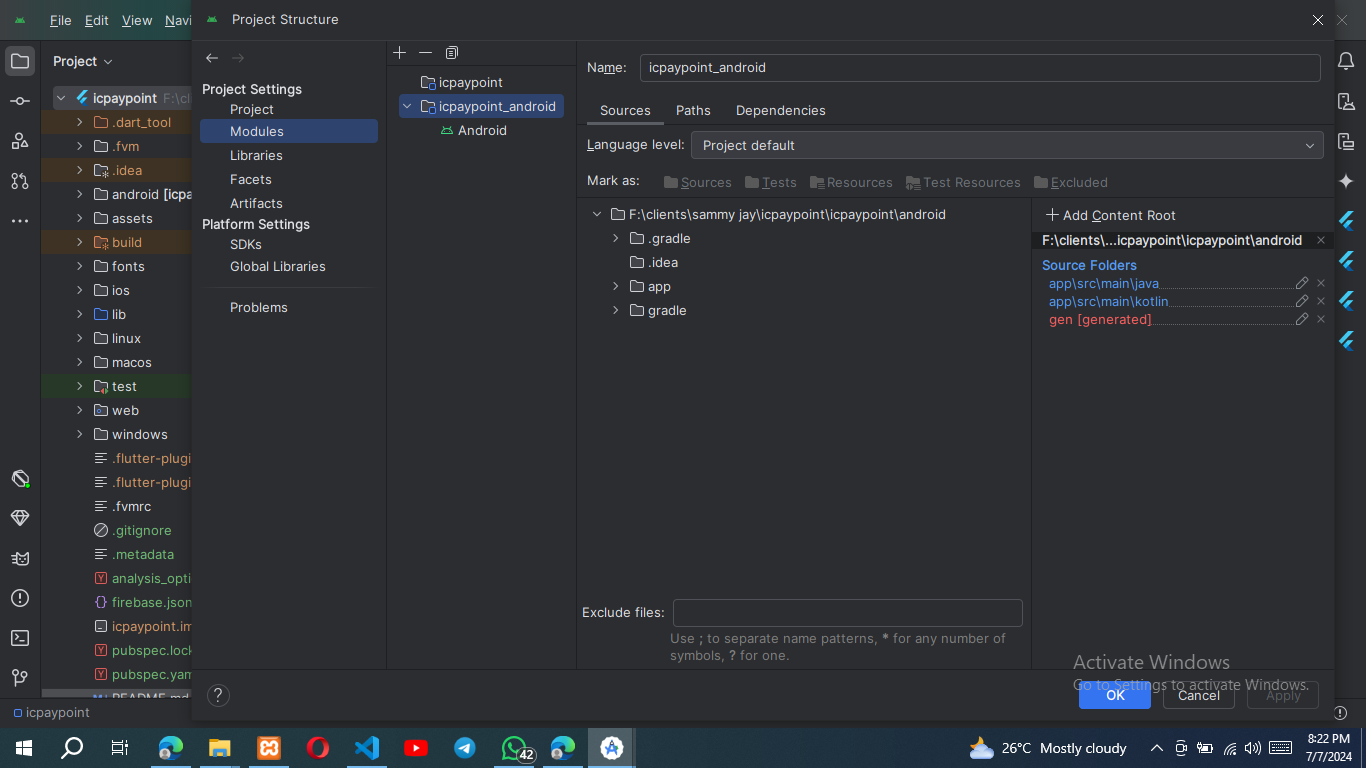 File Edit View Navi
Project Structure
Project
icpaypoint F:\cl
.dart_tool
.fvm
.idea
android [icpa
assets
build
fonts
ios
lib
linux
macos
test
web
windows
.flutter-plugi
.flutter-plugi
.fvmrc
.gitignore
.metadata
analysis_opti
firebase.json
icpaypoint.im
pubspec.lock
pubspec.yam
README.md
icpaypoint
Project Settings
Project
Modules
Libraries
Facets
Artifacts
Platform Settings
SDKs
Global Libraries
Problems
icpaypoint
icpaypoint_android
Android
Name: icpaypoint_android
Sources Paths Dependencies
Language level: Project default
Mark as: Sources Tests Resources Test Resources Excluded
F:\clients\sammy jay\icpaypoint\icpaypoint\android
.gradle
.idea
app
gradle
Exclude files:
Use ; to separate name patterns, * for any number of
symbols, ? for one.
Add Content Root
F:\clients\...icpaypoint\icpaypoint\android
Source Folders
app\src\main\java
app\src\main\kotlin
gen [generated]
Activate Windows
Go to Settings to activate Windows.
?
OK Cancel Apply
42
26°C Mostly cloudy
8:22 PM
7/7/2024